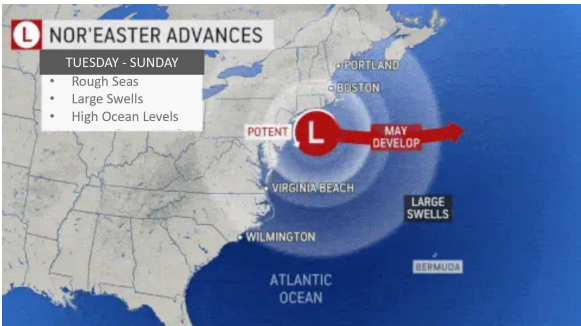 L NOR'EASTER ADVANCES
TUESDAY - SUNDAY
• Rough Seas
• Large Swells
• High Ocean Levels
PORTLAND
BOSTON
POTENT
L
MAY
DEVELOP
VIRGINIA BEACH
LARGE
SWELLS
WILMINGTON
BERMUDA
ATLANTIC
OCEAN